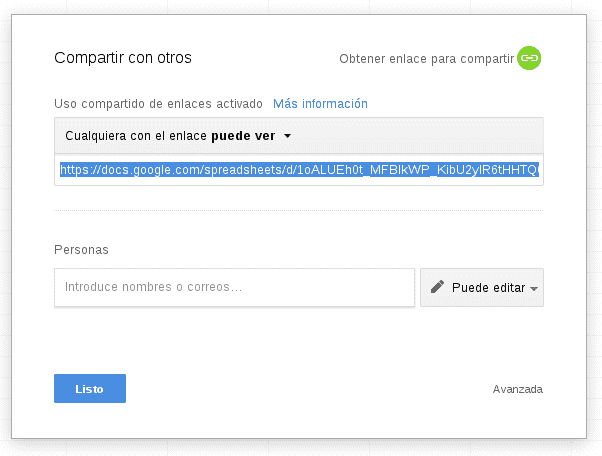 Compartir con otros
Obtener enlace para compartir
Uso compartido de enlaces activado Más información
Cualquiera con el enlace puede ver
https://docs.google.com/spreadsheets/d/1oALUEh0t_MFBIkWP_KibU2yIR6tHHTQ
Personas
Introduce nombres o correos...
Puede editar
Listo
Avanzada